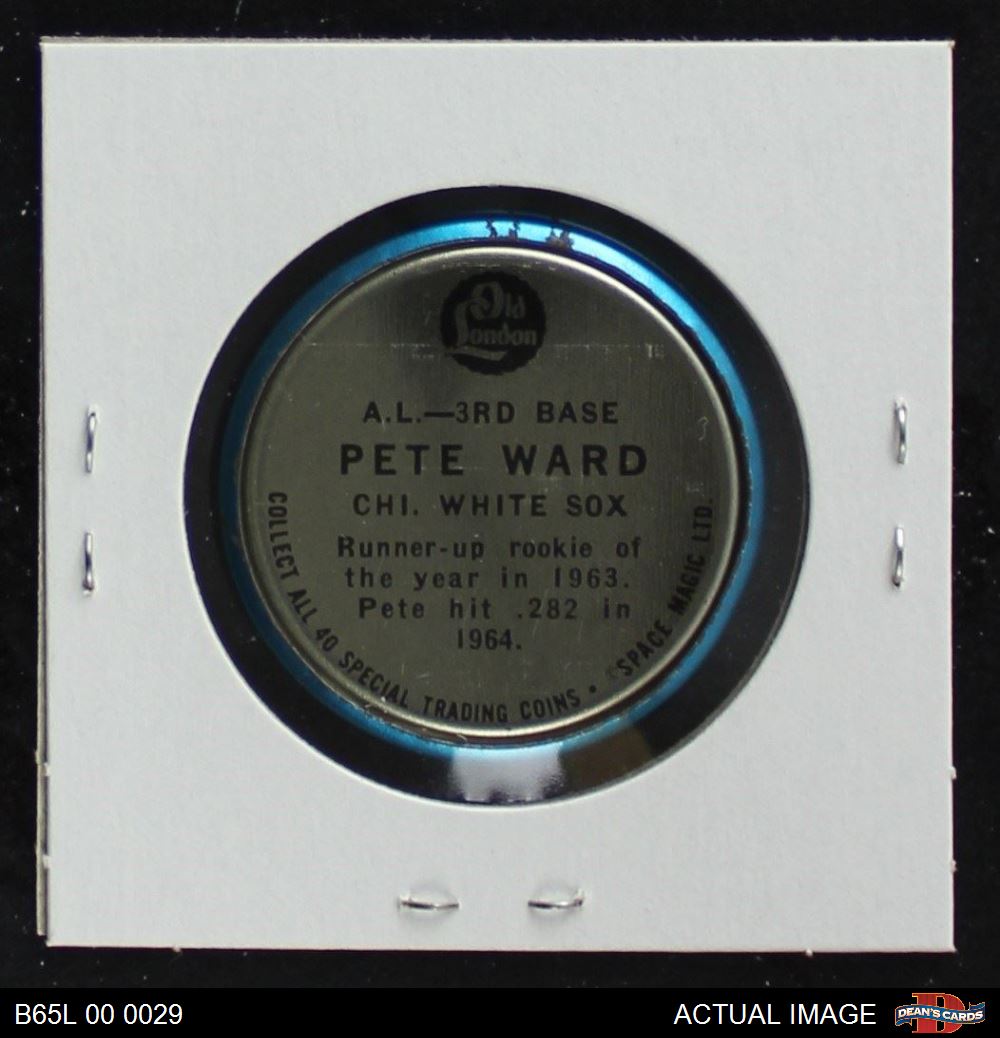 Old
London
A.L.—3RD BASE
PETE WARD
CHI. WHITE SOX
Runner-up rookie of
the year in 1963.
Pete hit .282 in
1964.
COLLECT ALL 40 SPECIAL TRADING COINS • ©SPACE MAGIC LTD.
B65L 00 0029
ACTUAL IMAGE
DEAN'S CARDS